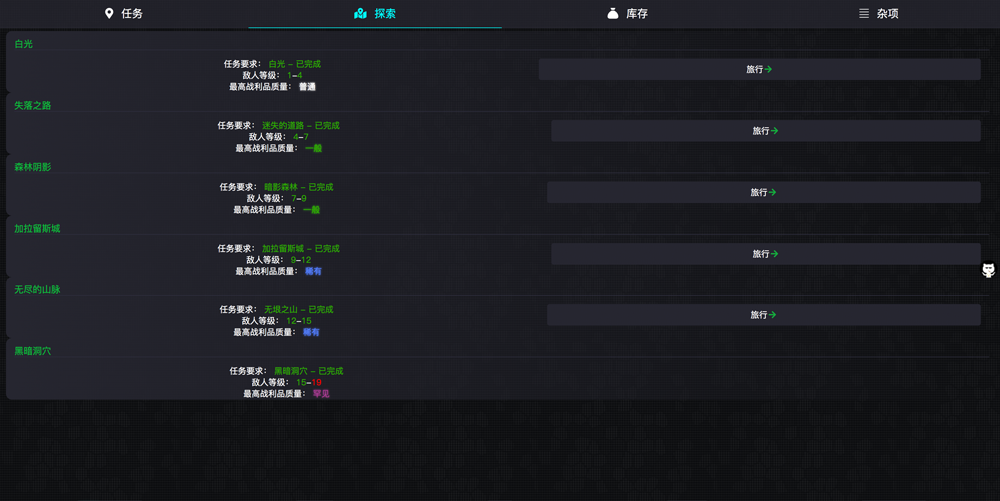 任务 探索 库存 杂项
白光
任务要求: 白光 – 已完成
敌人等级: 1–4
最高战利品质量: 普通
旅行
失落之路
任务要求: 迷失的道路 – 已完成
敌人等级: 4–7
最高战利品质量: 一般
旅行
森林阴影
任务要求: 暗影森林 – 已完成
敌人等级: 7–9
最高战利品质量: 一般
旅行
加拉留斯城
任务要求: 加拉留斯城 – 已完成
敌人等级: 9–12
最高战利品质量: 稀有
旅行
无尽的山脉
任务要求: 无垠之山 – 已完成
敌人等级: 12–15
最高战利品质量: 稀有
旅行
黑暗洞穴
任务要求: 黑暗洞穴 – 已完成
敌人等级: 15–19
最高战利品质量: 罕见